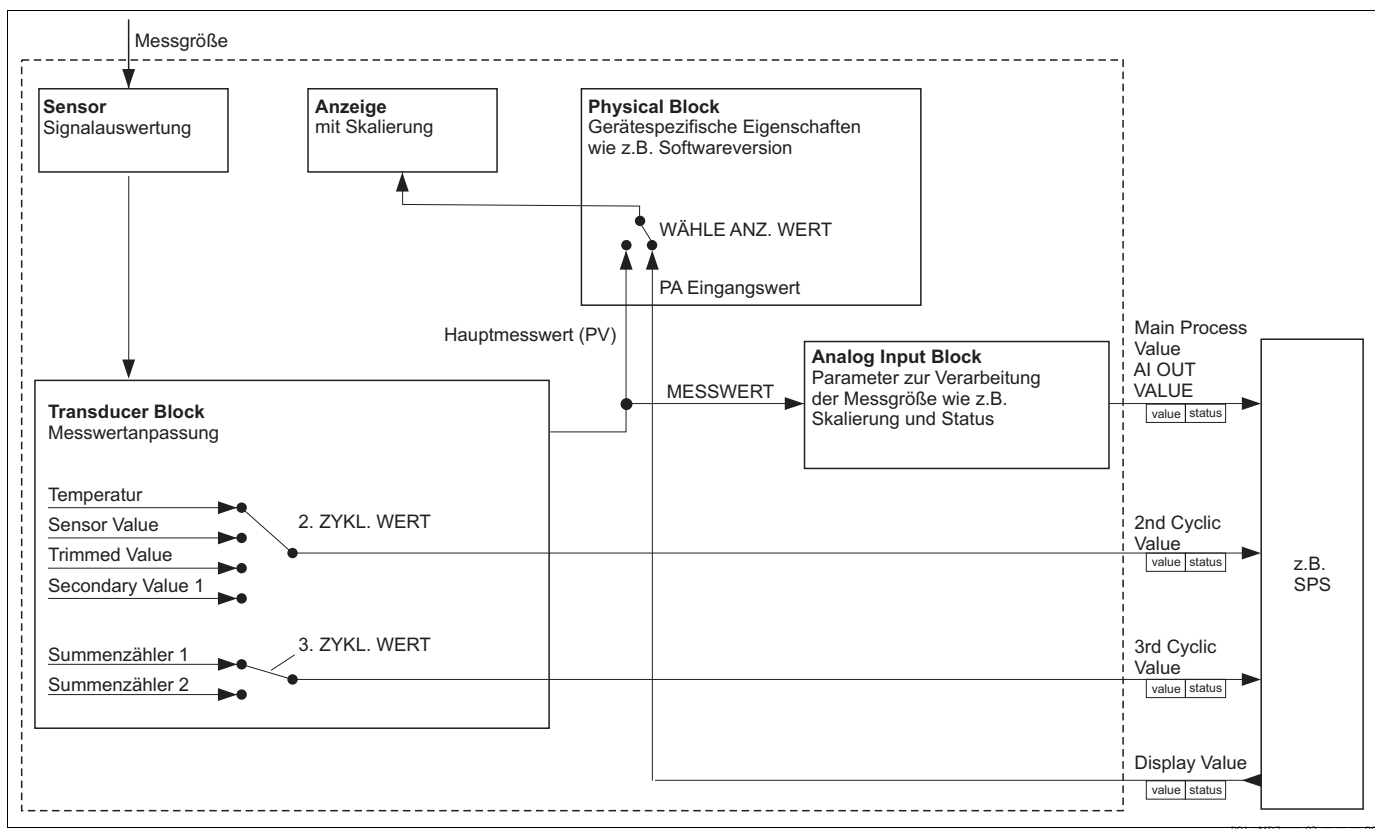 Messgröße
Sensor
Signalauswertung
Anzeige
mit Skalierung
Physical Block
Gerätespezifische Eigenschaften
wie z.B. Softwareversion
WÄHLE ANZ. WERT
PA Eingangswert
Hauptmesswert (PV)
MESSWERT
Analog Input Block
Parameter zur Verarbeitung
der Messgröße wie z.B.
Skalierung und Status
Main Process
Value
AI OUT
VALUE
value status
Transducer Block
Messwertanpassung
Temperatur
Sensor Value
Trimmed Value
Secondary Value 1
2. ZYKL. WERT
2nd Cyclic
Value
value status
z.B.
SPS
Summenzähler 1
Summenzähler 2
3. ZYKL. WERT
3rd Cyclic
Value
value status
Display Value
value status